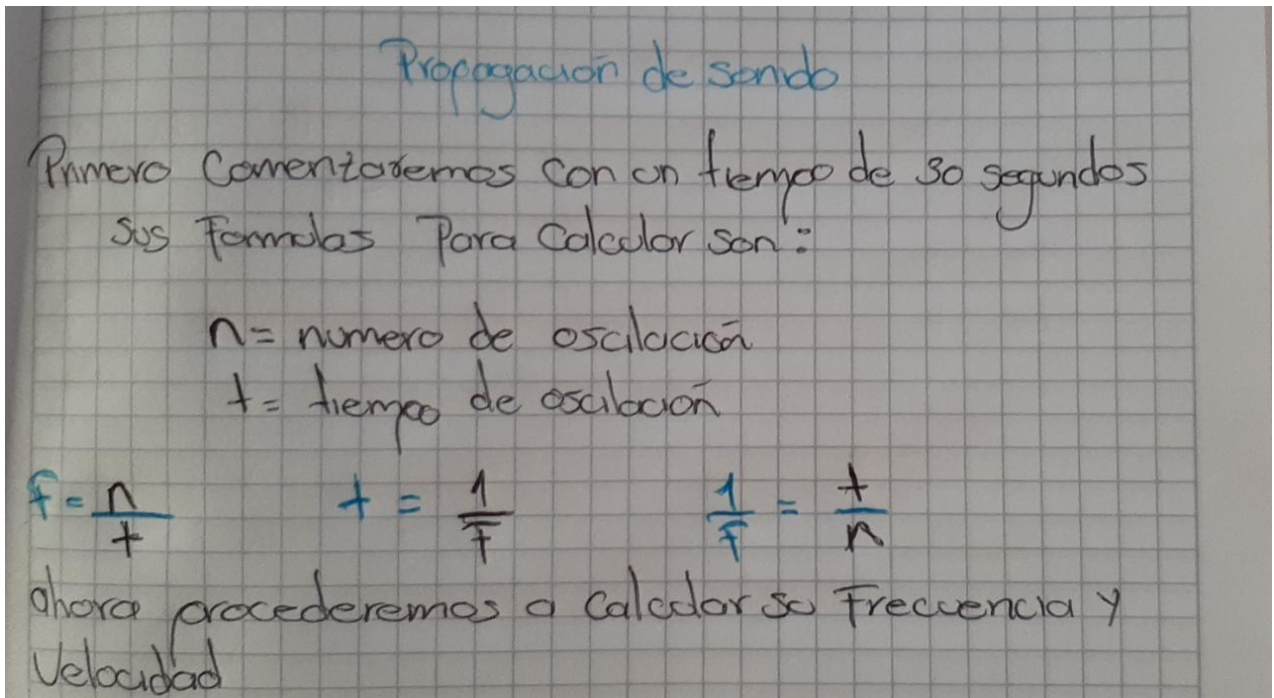 Propagación de sonido
Primero Comentaremos con un tiempo de 30 segundos
sus Formulas Para Calcular son:
n= numero de oscilación
t= tiempo de oscilación
f = n/t t = 1/F 1/F = t/n
ahora procederemos a Calcular su Frecuencia y
Velocidad